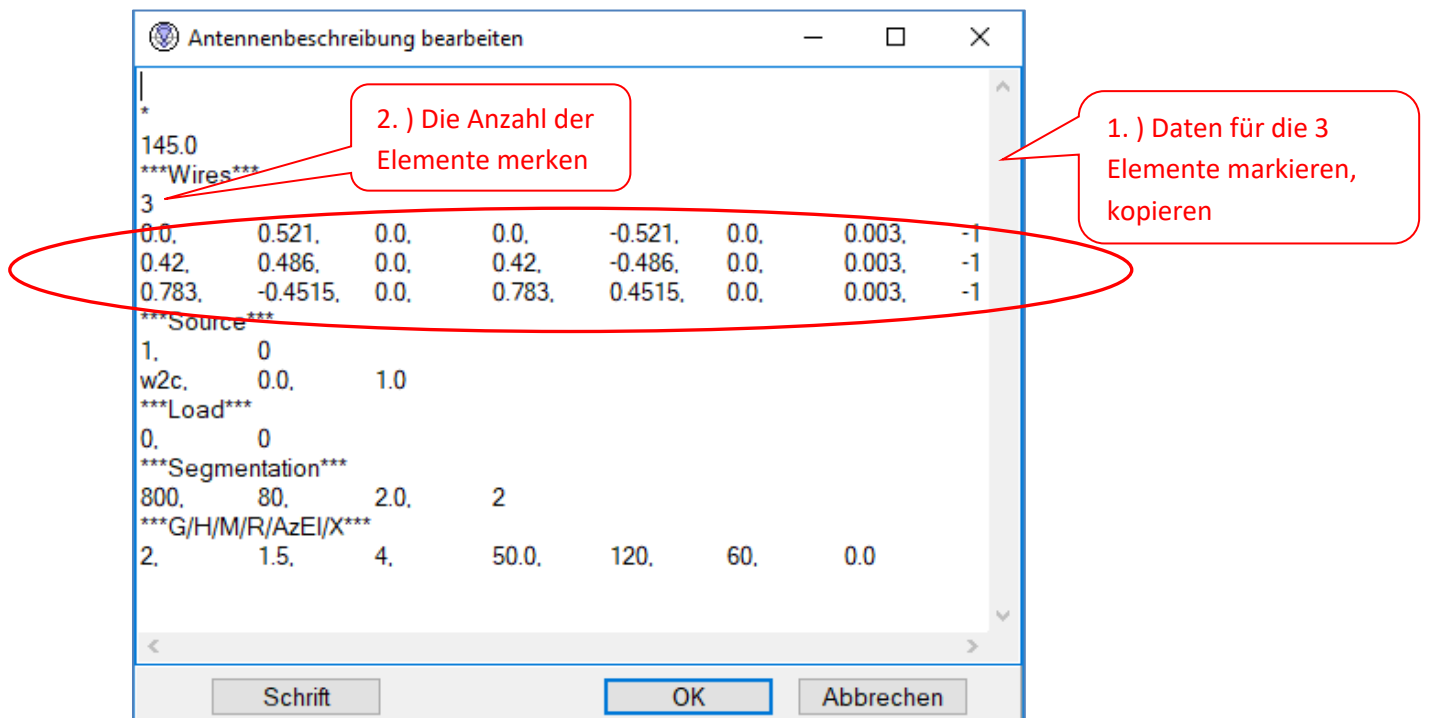 Antennenbeschreibung bearbeiten
*
145.0
***Wires***
3
0.0, 0.521, 0.0, 0.0, -0.521, 0.0, 0.003, -1
0.42, 0.486, 0.0, 0.42, -0.486, 0.0, 0.003, -1
0.783, -0.4515, 0.0, 0.783, 0.4515, 0.0, 0.003, -1
***Source***
1, 0
w2c, 0.0, 1.0
***Load***
0, 0
***Segmentation***
800, 80, 2.0, 2
***G/H/M/R/AzEl/X***
2, 1.5, 4, 50.0, 120, 60, 0.0
Schrift OK Abbrechen
2. ) Die Anzahl der
Elemente merken
1. ) Daten für die 3
Elemente markieren,
kopieren